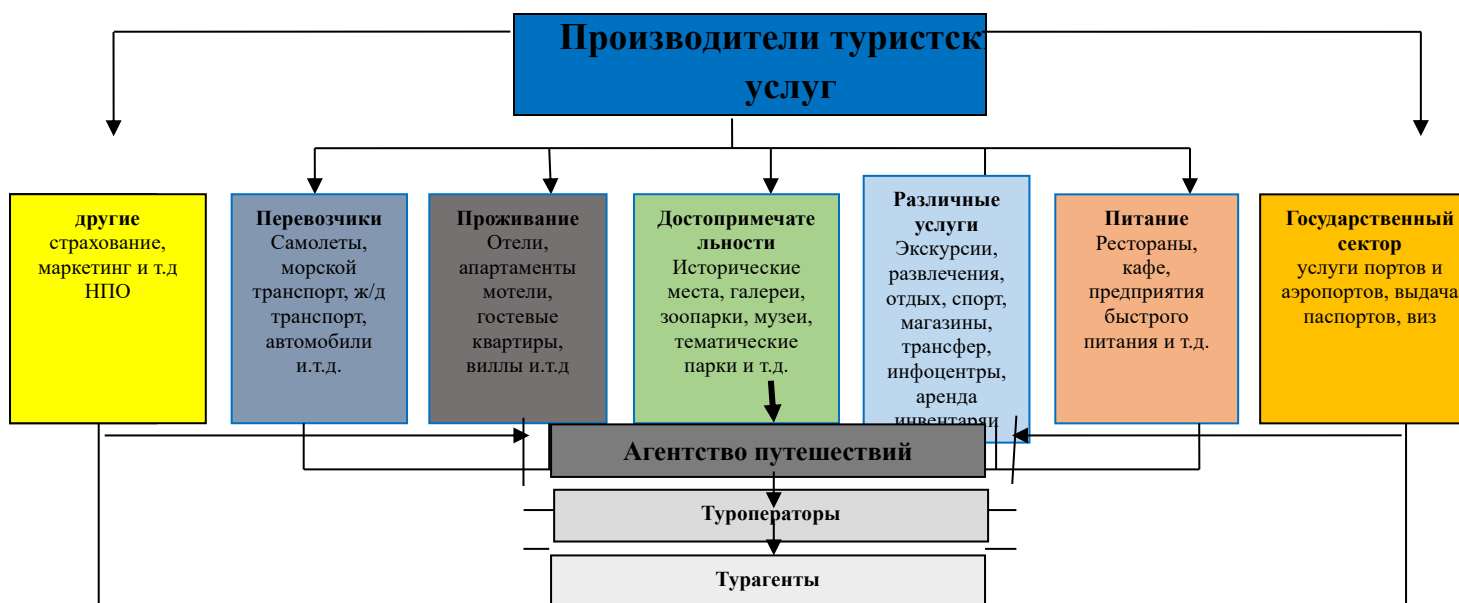 Производители туристск
услуг
другие
страхование,
маркетинг и т.д
НПО
Перевозчики
Самолеты,
морской
транспорт, ж/д
транспорт,
автомобили
и.т.д.
Проживание
Отели,
апартаменты
мотели,
гостевые
квартиры,
виллы и.т.д
Достопримечате
льности
Исторические
места, галереи,
зоопарки, музеи,
тематические
парки и т.д.
Различные
услуги
Экскурсии,
развлечения,
отдых, спорт,
магазины,
трансфер,
инфоцентры,
аренда
инвентаряи
Питание
Рестораны,
кафе,
предприятия
быстрого
питания и т.д.
Государственный
сектор
услуги портов и
аэропортов, выдача
паспортов, виз
Агентство путешествий
Туроператоры
Турагенты